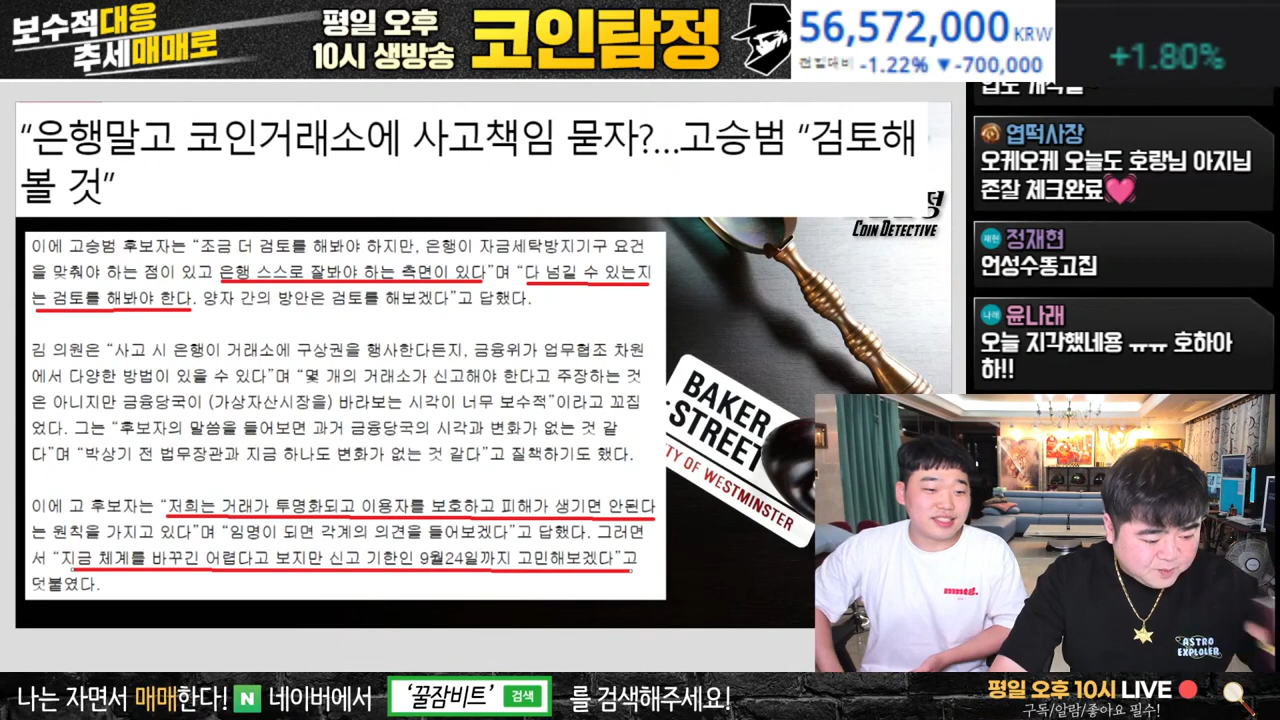 보수적대응
추세매매로
평일 오후
10시 생방송
코인탐정
56,572,000 KRW
전일대비 -1.22% ▼-700,000
+1.80%
“은행말고 코인거래소에 사고책임 묻자?...고승범 “검토해
볼 것”
COIN DETECTIVE
이에 고승범 후보자는 “조금 더 검토를 해봐야 하지만, 은행이 자금세탁방지기구 요건
을 맞춰야 하는 점이 있고 은행 스스로 잘봐야 하는 측면이 있다”며 “다 넘길 수 있는지
는 검토를 해봐야 한다. 양자 간의 방안은 검토를 해보겠다”고 답했다.
김 의원은 “사고 시 은행이 거래소에 구상권을 행사한다든지, 금융위가 업무협조 차원
에서 다양한 방법이 있을 수 있다”며 “몇 개의 거래소가 신고해야 한다고 주장하는 것
은 아니지만 금융당국이 (가상자산시장을) 바라보는 시각이 너무 보수적”이라고 꼬집
었다. 그는 “후보자의 말씀을 들어보면 과거 금융당국의 시각과 변화가 없는 것 같
다”며 “박상기 전 법무장관과 지금 하나도 변화가 없는 것 같다”고 질책하기도 했다.
이에 고 후보자는 “저희는 거래가 투명화되고 이용자를 보호하고 피해가 생기면 안된다
는 원칙을 가지고 있다”며 “임명이 되면 각계의 의견을 들어보겠다”고 답했다. 그러면
서 “지금 체계를 바꾸긴 어렵다고 보지만 신고 기한인 9월24일까지 고민해보겠다”고
덧붙였다.
BAKER
STREET
TY OF WESTMINSTER
엽떡사장
오케오케 오늘도 호랑님 아지님
존잘 체크완료💓
재현 정재현
언성수똥고집
나래 윤나래
오늘 지각했네용 ㅠㅠ 호하아
하!!
mmtg.
ASTRO
EXPLOLER
나는 자면서 매매한다! N 네이버에서 ‘꿀잠비트’ 검색 를 검색해주세요!
평일 오후 10시 LIVE
구독/알람/좋아요 필수!